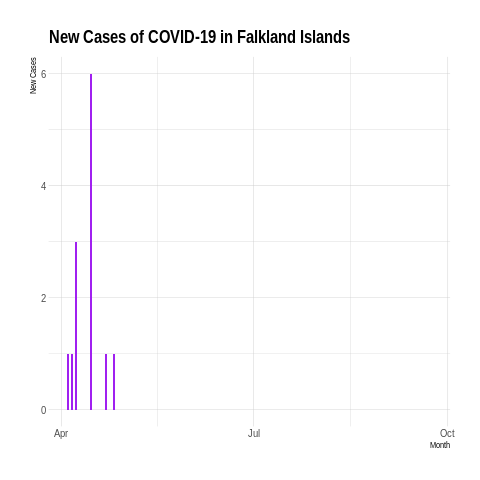 New Cases of COVID-19 in Falkland Islands
New Cases
6
4
2
0
Apr
Jul
Oct
Month